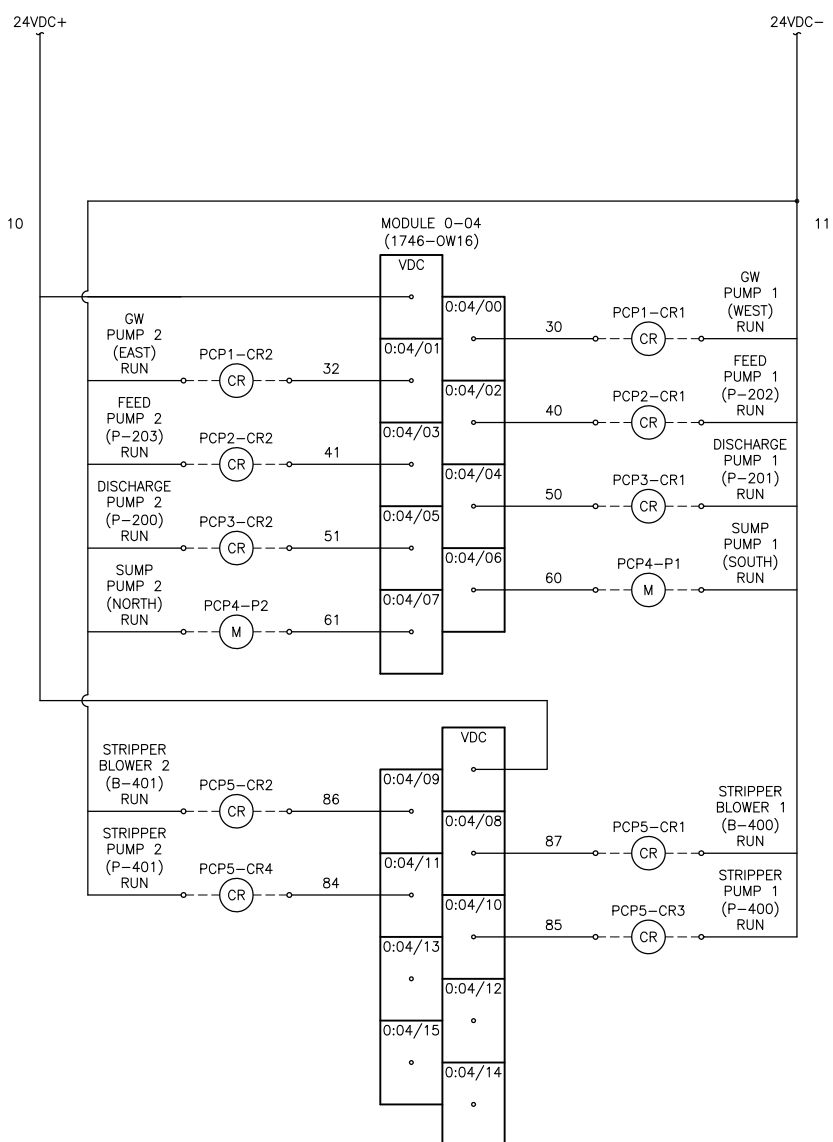 24VDC+
24VDC-
10
11
MODULE 0-04
(1746-OW16)
VDC
0:04/00
30
PCP1-CR1
CR
GW
PUMP 1
(WEST)
RUN
GW
PUMP 2
(EAST)
RUN
PCP1-CR2
CR
32
0:04/01
0:04/02
40
PCP2-CR1
CR
FEED
PUMP 1
(P-202)
RUN
FEED
PUMP 2
(P-203)
RUN
PCP2-CR2
CR
41
0:04/03
0:04/04
50
PCP3-CR1
CR
DISCHARGE
PUMP 1
(P-201)
RUN
DISCHARGE
PUMP 2
(P-200)
RUN
PCP3-CR2
CR
51
0:04/05
0:04/06
60
PCP4-P1
M
SUMP
PUMP 1
(SOUTH)
RUN
SUMP
PUMP 2
(NORTH)
RUN
PCP4-P2
M
61
0:04/07
VDC
STRIPPER
BLOWER 2
(B-401)
RUN
PCP5-CR2
CR
86
0:04/09
0:04/08
87
PCP5-CR1
CR
STRIPPER
BLOWER 1
(B-400)
RUN
STRIPPER
PUMP 2
(P-401)
RUN
PCP5-CR4
CR
84
0:04/11
0:04/10
85
PCP5-CR3
CR
STRIPPER
PUMP 1
(P-400)
RUN
0:04/13
0:04/12
0:04/15
0:04/14